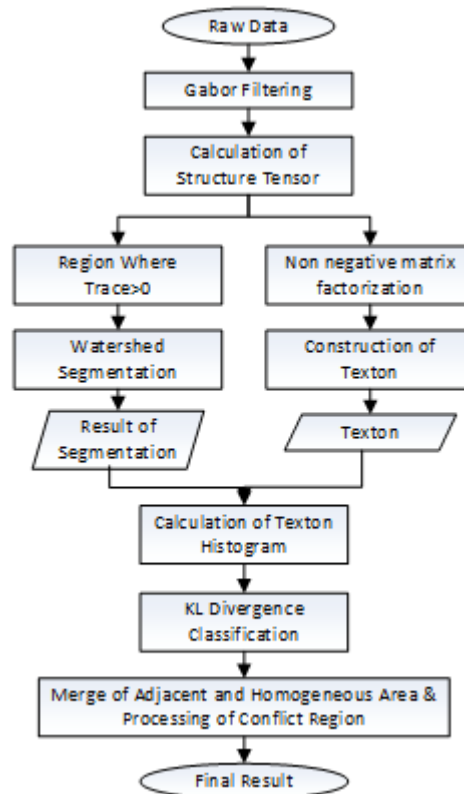 Raw Data
Gabor Filtering
Calculation of
Structure Tensor
Region Where
Trace>0
Non negative matrix
factorization
Watershed
Segmentation
Construction of
Texton
Result of
Segmentation
Texton
Calculation of Texton
Histogram
KL Divergence
Classification
Merge of Adjacent and Homogeneous Area &
Processing of Conflict Region
Final Result